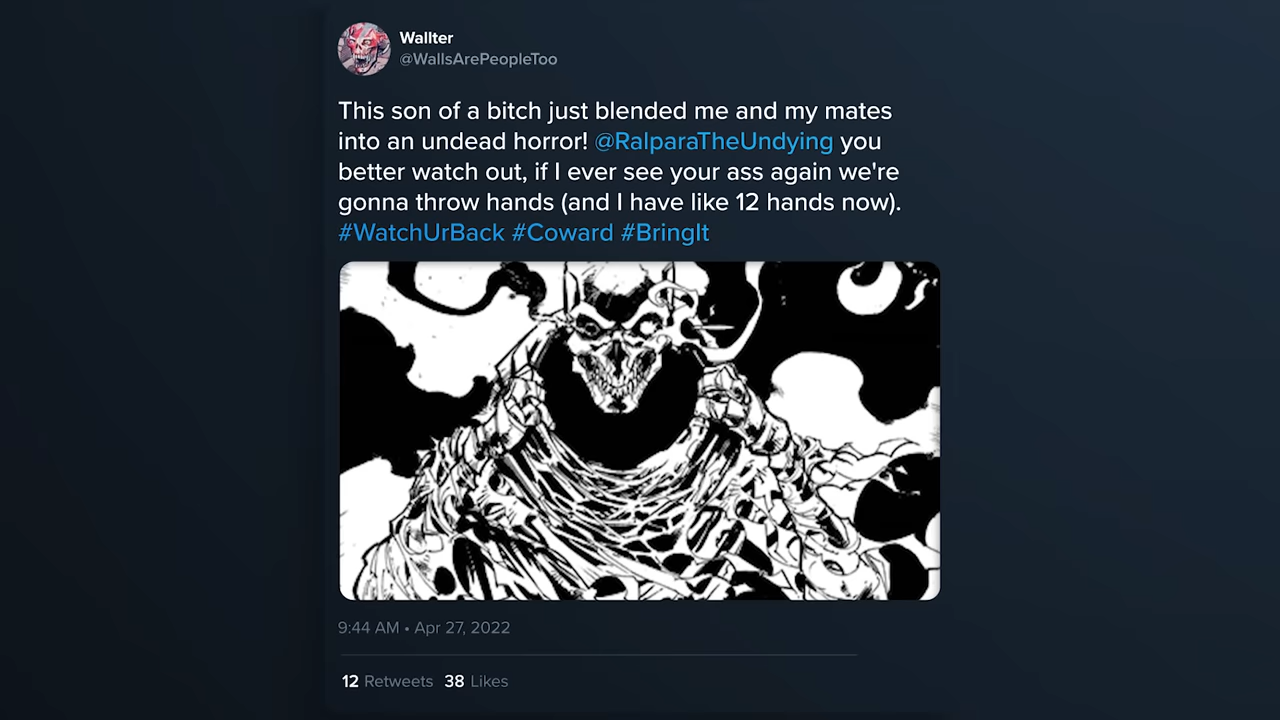 Wallter
@WallsArePeopleToo
This son of a bitch just blended me and my mates
into an undead horror! @RalparaTheUndying you
better watch out, if I ever see your ass again we're
gonna throw hands (and I have like 12 hands now).
#WatchUrBack #Coward #BringIt
9:44 AM • Apr 27, 2022
12 Retweets 38 Likes